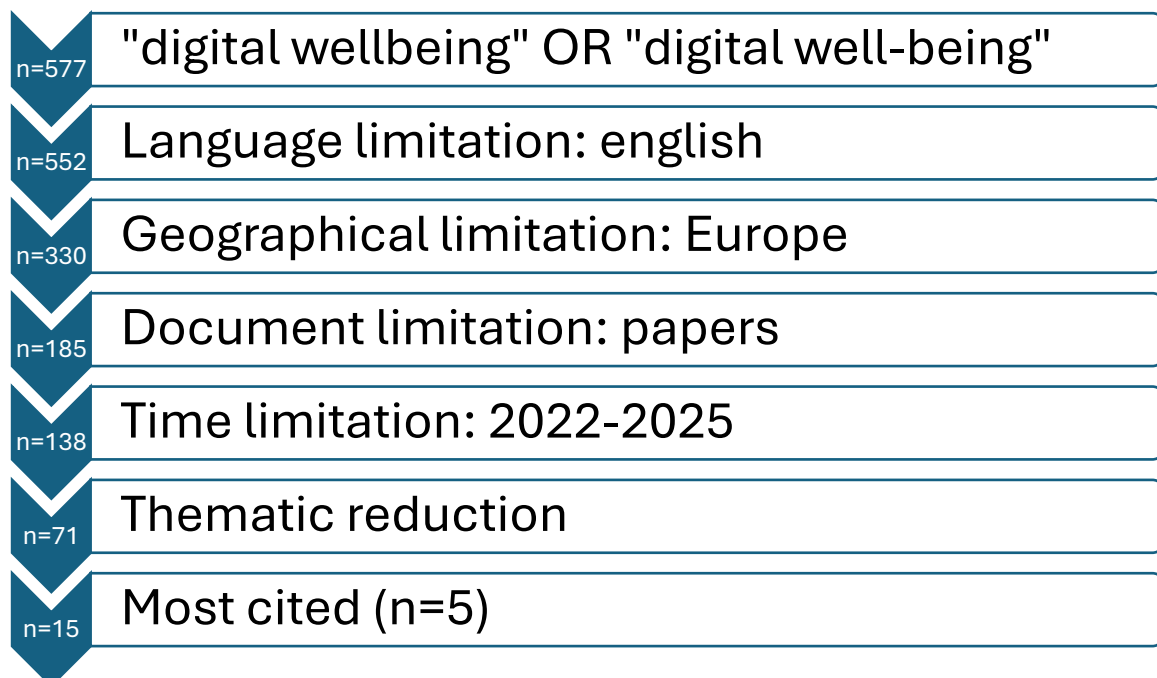 n=577 "digital wellbeing" OR "digital well-being"
n=552 Language limitation: english
n=330 Geographical limitation: Europe
n=185 Document limitation: papers
n=138 Time limitation: 2022-2025
n=71 Thematic reduction
n=15 Most cited (n=5)